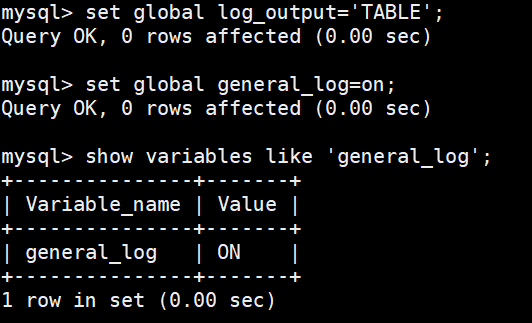 mysql> set global log_output='TABLE';
Query OK, 0 rows affected (0.00 sec)
mysql> set global general_log=on;
Query OK, 0 rows affected (0.00 sec)
mysql> show variables like 'general_log';
+---------------+-------+
| Variable_name | Value |
+---------------+-------+
| general_log   | ON    |
+---------------+-------+
1 row in set (0.00 sec)